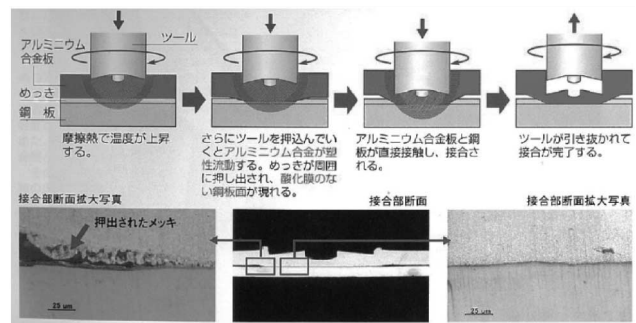 ツール
アルミニウム
合金板
めっき
鋼 板
摩擦熱で温度が上昇
する。
さらにツールを押込んでい
くとアルミニウム合金が塑
性流動する。めっきが周囲
に押し出され、酸化膜のな
い鋼板面が現れる。
アルミニウム合金板と鋼
板が直接接触し、接合さ
れる。
ツールが引き抜かれて
接合が完了する。
接合部断面拡大写真
接合部断面
接合部断面拡大写真
押出されたメッキ
25 um
25 um